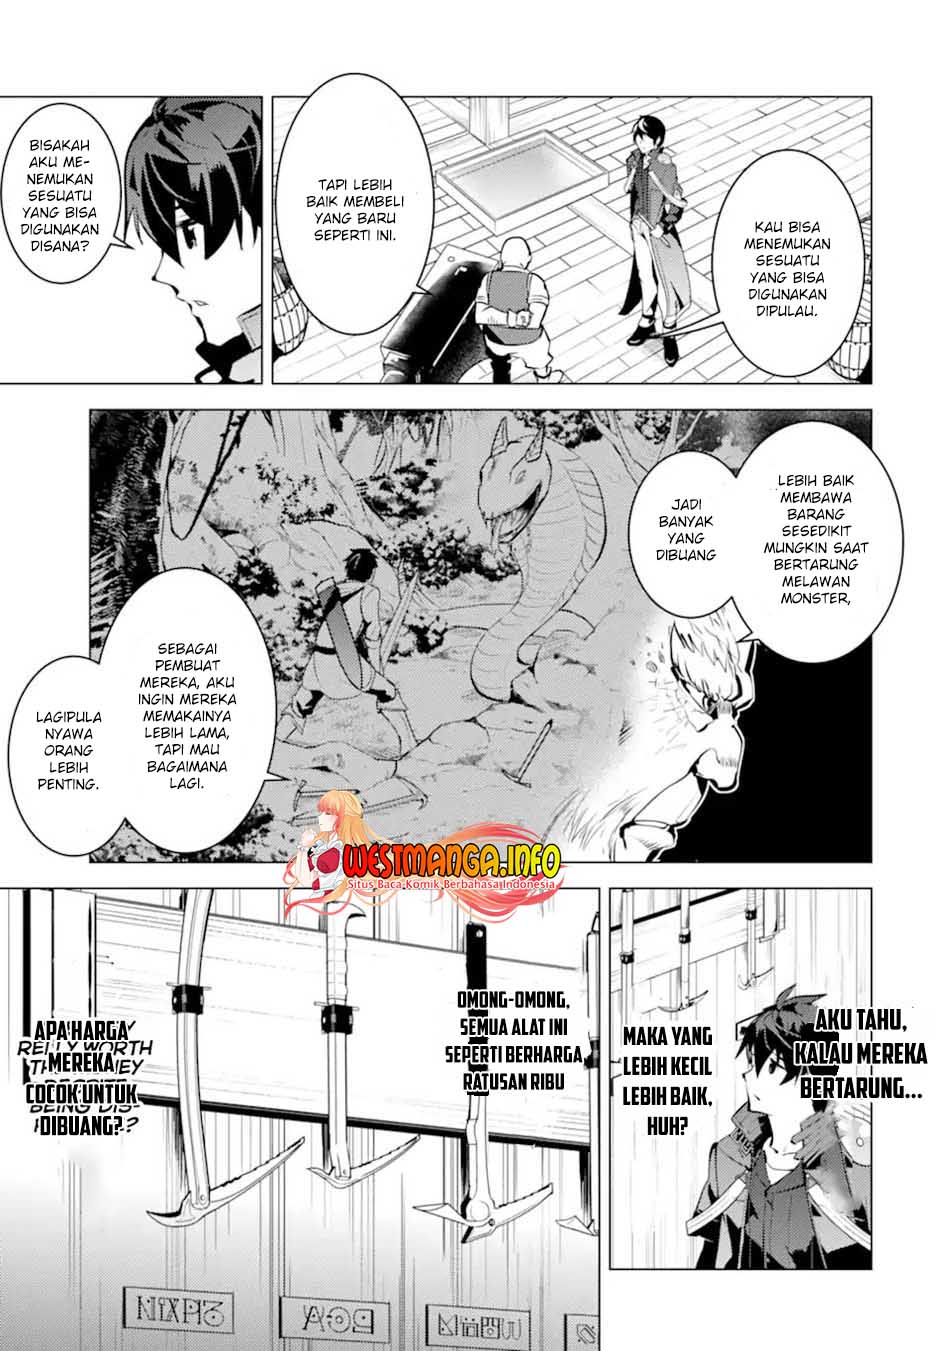 KAU BISA
MENEMUKAN
SESUATU
YANG BISA
DIGUNAKAN
DIPULAU.
TAPI LEBIH
BAIK MEMBELI
YANG BARU
SEPERTI INI.
BISAKAH
AKU ME-
NEMUKAN
SESUATU
YANG BISA
DIGUNAKAN
DISANA?
LEBIH BAIK
MEMBAWA
BARANG
SESEDIKIT
MUNGKIN SAAT
BERTARUNG
MELAWAN
MONSTER,
JADI
BANYAK
YANG
DIBUANG
SEBAGAI
PEMBUAT
MEREKA, AKU
INGIN MEREKA
MEMAKAINYA
LEBIH LAMA,
TAPI MAU
BAGAIMANA
LAGI.
LAGIPULA
NYAWA
ORANG
LEBIH
PENTING.
WESTMANGA.INFO
Situs Baca Komik Berbahasa Indonesia
AKU TAHU,
KALAU MEREKA
BERTARUNG...
MAKA YANG
LEBIH KECIL
LEBIH BAIK,
HUH?
OMONG-OMONG,
SEMUA ALAT INI
SEPERTI BERHARGA
RATUSAN RIBU
APA HARGA
MEREKA
COCOK UNTUK
DIBUANG?